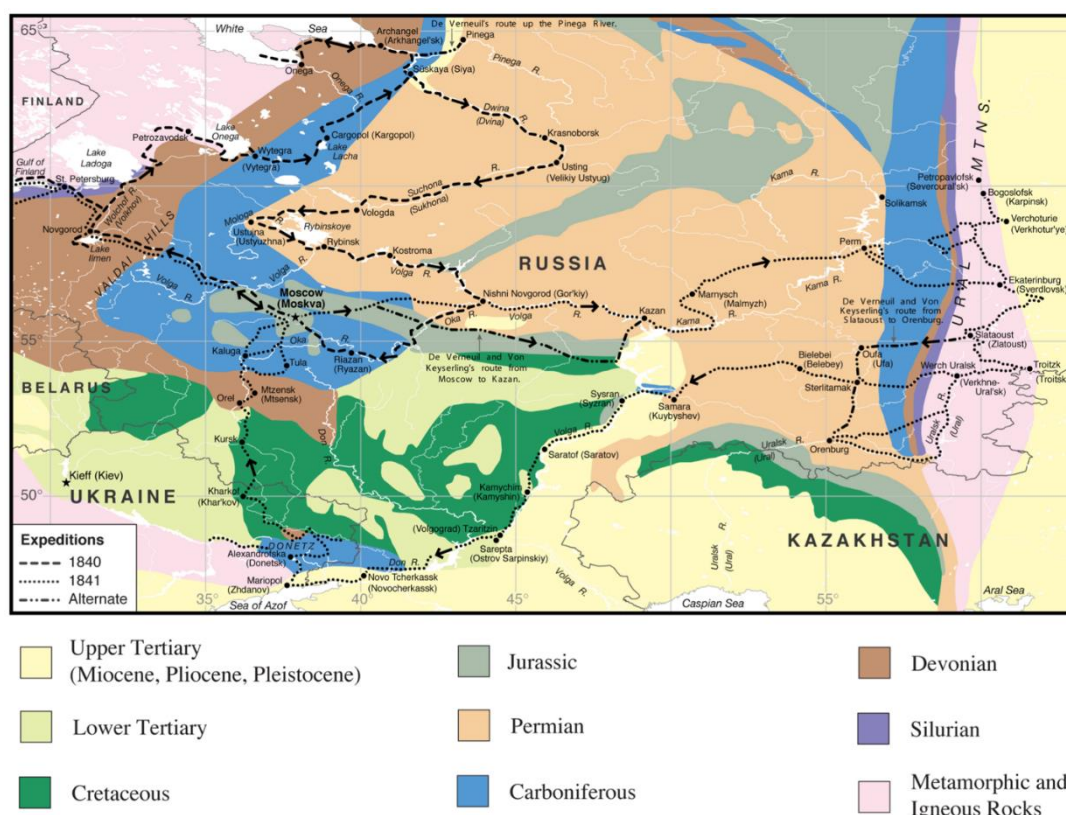 De Verneuil's route up the Pinega River.
65°
White
Sea
Archangel
(Arkhangel'sk)
Pinega
Onega
Onega R.
Suskaya (Siya)
Pinega R.
FINLAND
Dwina
(Dvina)
R.
Krasnoborsk
Petrozavodsk
Lake
Onega
Cargopol (Kargopol)
Lake
Lacha
Lake
Ladoga
Wytegra
(Vytegra)
Usting
(Velikiy Ustyug)
Gulf of
Finland
St. Petersburg
Wolchof R.
(Volkhov)
R.
Suchona
(Sukhona)
Kama R.
Petropavlofsk
(Severoural'sk)
Bogoslofsk
(Karpinsk)
Solikamsk
MTNS.
URAL
Vologda
Mologa R.
Ustujna
(Ustyuzhna)
Rybinskoye
Rybinsk
Verchoturie
(Verkhotur'ye)
Novgorod
Lake
Ilmen
VALDAI HILLS
Kostroma
Volga R.
Volga R.
Volga R.
RUSSIA
Perm
Kama R.
Ekaterinburg
(Sverdlovsk)
Moscow
(Moskva)
Nishni Novgorod (Gor'kiy)
Oka R.
Volga R.
Marnysch
(Malmyzh)
Kazan
Kama R.
De Verneuil and Von
Keyserling's route from
Slataoust to Orenburg.
Slataoust
(Zlatoust)
55°
Oka R.
Kaluga
Tula
Riazan
(Ryazan)
De Verneuil and Von
Keyserling's route from
Moscow to Kazan.
Bielebei
(Belebey)
Oufa
(Ufa)
Werch Uralsk
(Verkhne-
Ural'sk)
Troitzk
(Troitsk)
Sterlitamak
BELARUS
Mtzensk
(Mtsensk)
Orel
Sysran
(Syzran)
Samara
(Kuybyshev)
Uralsk
(Ural)
Don R.
Volga R.
Kursk
Saratof (Saratov)
Orenburg
Uralsk R.
(Ural)
Kieff (Kiev)
UKRAINE
50°
Kharkof
(Khar'kov)
Kamychim
(Kamyshin)
(Volgograd) Tzaritzin
Sarepta
(Ostrov Sarpinskiy)
KAZAKHSTAN
Uralsk R.
(Ural)
Volga R.
DONETZ
Alexandrofska
(Donetsk)
Don R.
Novo Tcherkassk
(Novocherkassk)
Mariopol
(Zhdanov)
Sea of Azof
Caspian Sea
Aral Sea
35°
40°
45°
55°
Expeditions
1840
1841
Alternate
Upper Tertiary
(Miocene, Pliocene, Pleistocene)
Lower Tertiary
Cretaceous
Jurassic
Permian
Carboniferous
Devonian
Silurian
Metamorphic and
Igneous Rocks